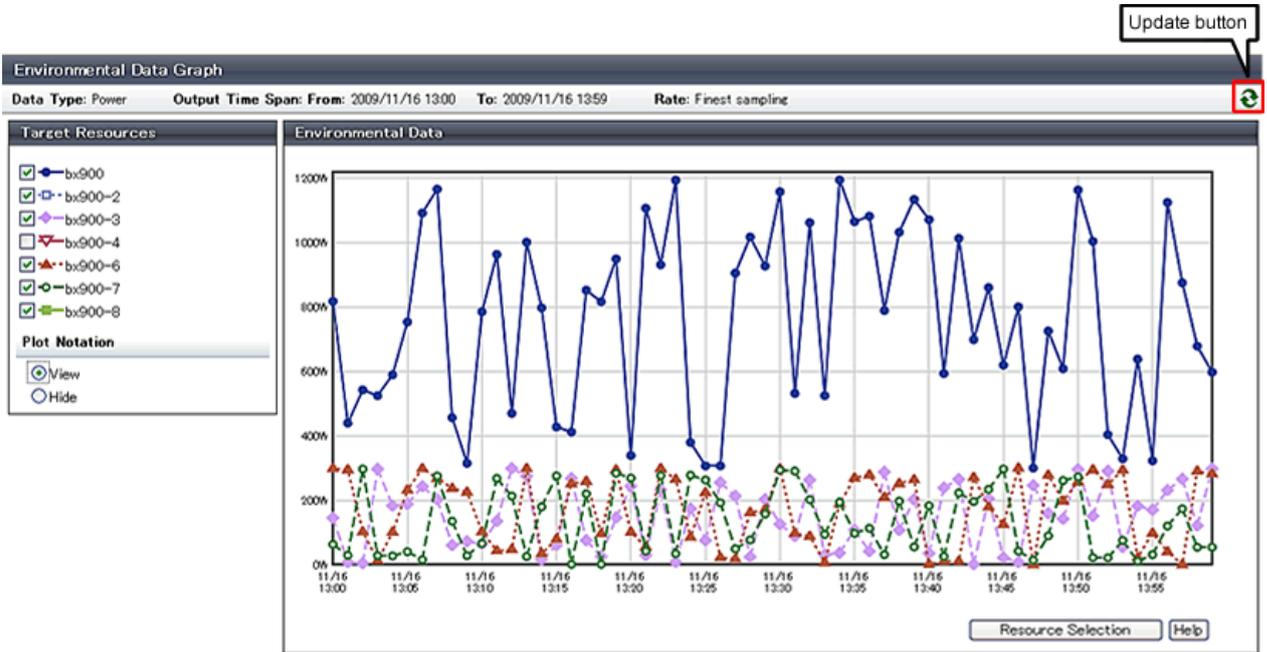 Update button
Environmental Data Graph
Data Type: Power Output Time Span: From: 2009/11/16 13:00 To: 2009/11/16 13:59 Rate: Finest sampling
Target Resources
bx900
bx900-2
bx900-3
bx900-4
bx900-6
bx900-7
bx900-8
Plot Notation
View
Hide
Environmental Data
1200W
1000W
800W
600W
400W
200W
0W
11/16 11/16 11/16 11/16 11/16 11/16 11/16 11/16 11/16 11/16 11/16 11/16
13:00 13:05 13:10 13:15 13:20 13:25 13:30 13:35 13:40 13:45 13:50 13:55
Resource Selection Help